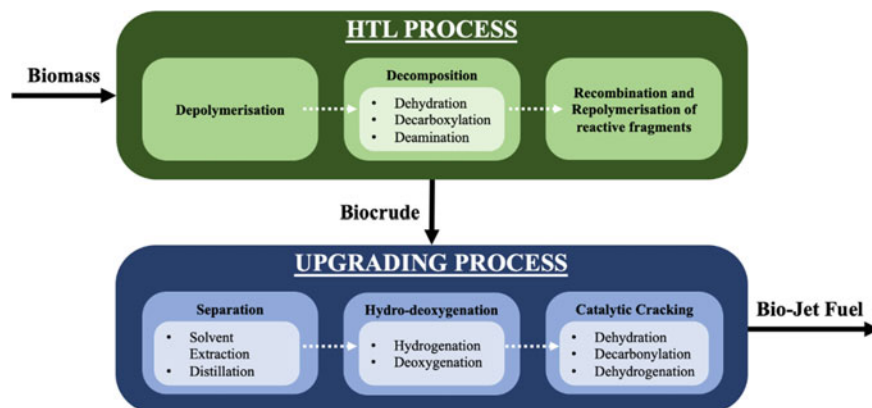 HTL PROCESS
Biomass
Depolymerisation
Decomposition
• Dehydration
• Decarboxylation
• Deamination
Recombination and
Repolymerisation of
reactive fragments
Biocrude
UPGRADING PROCESS
Separation
• Solvent
Extraction
• Distillation
Hydro-deoxygenation
• Hydrogenation
• Deoxygenation
Catalytic Cracking
• Dehydration
• Decarbonylation
• Dehydrogenation
Bio-Jet Fuel